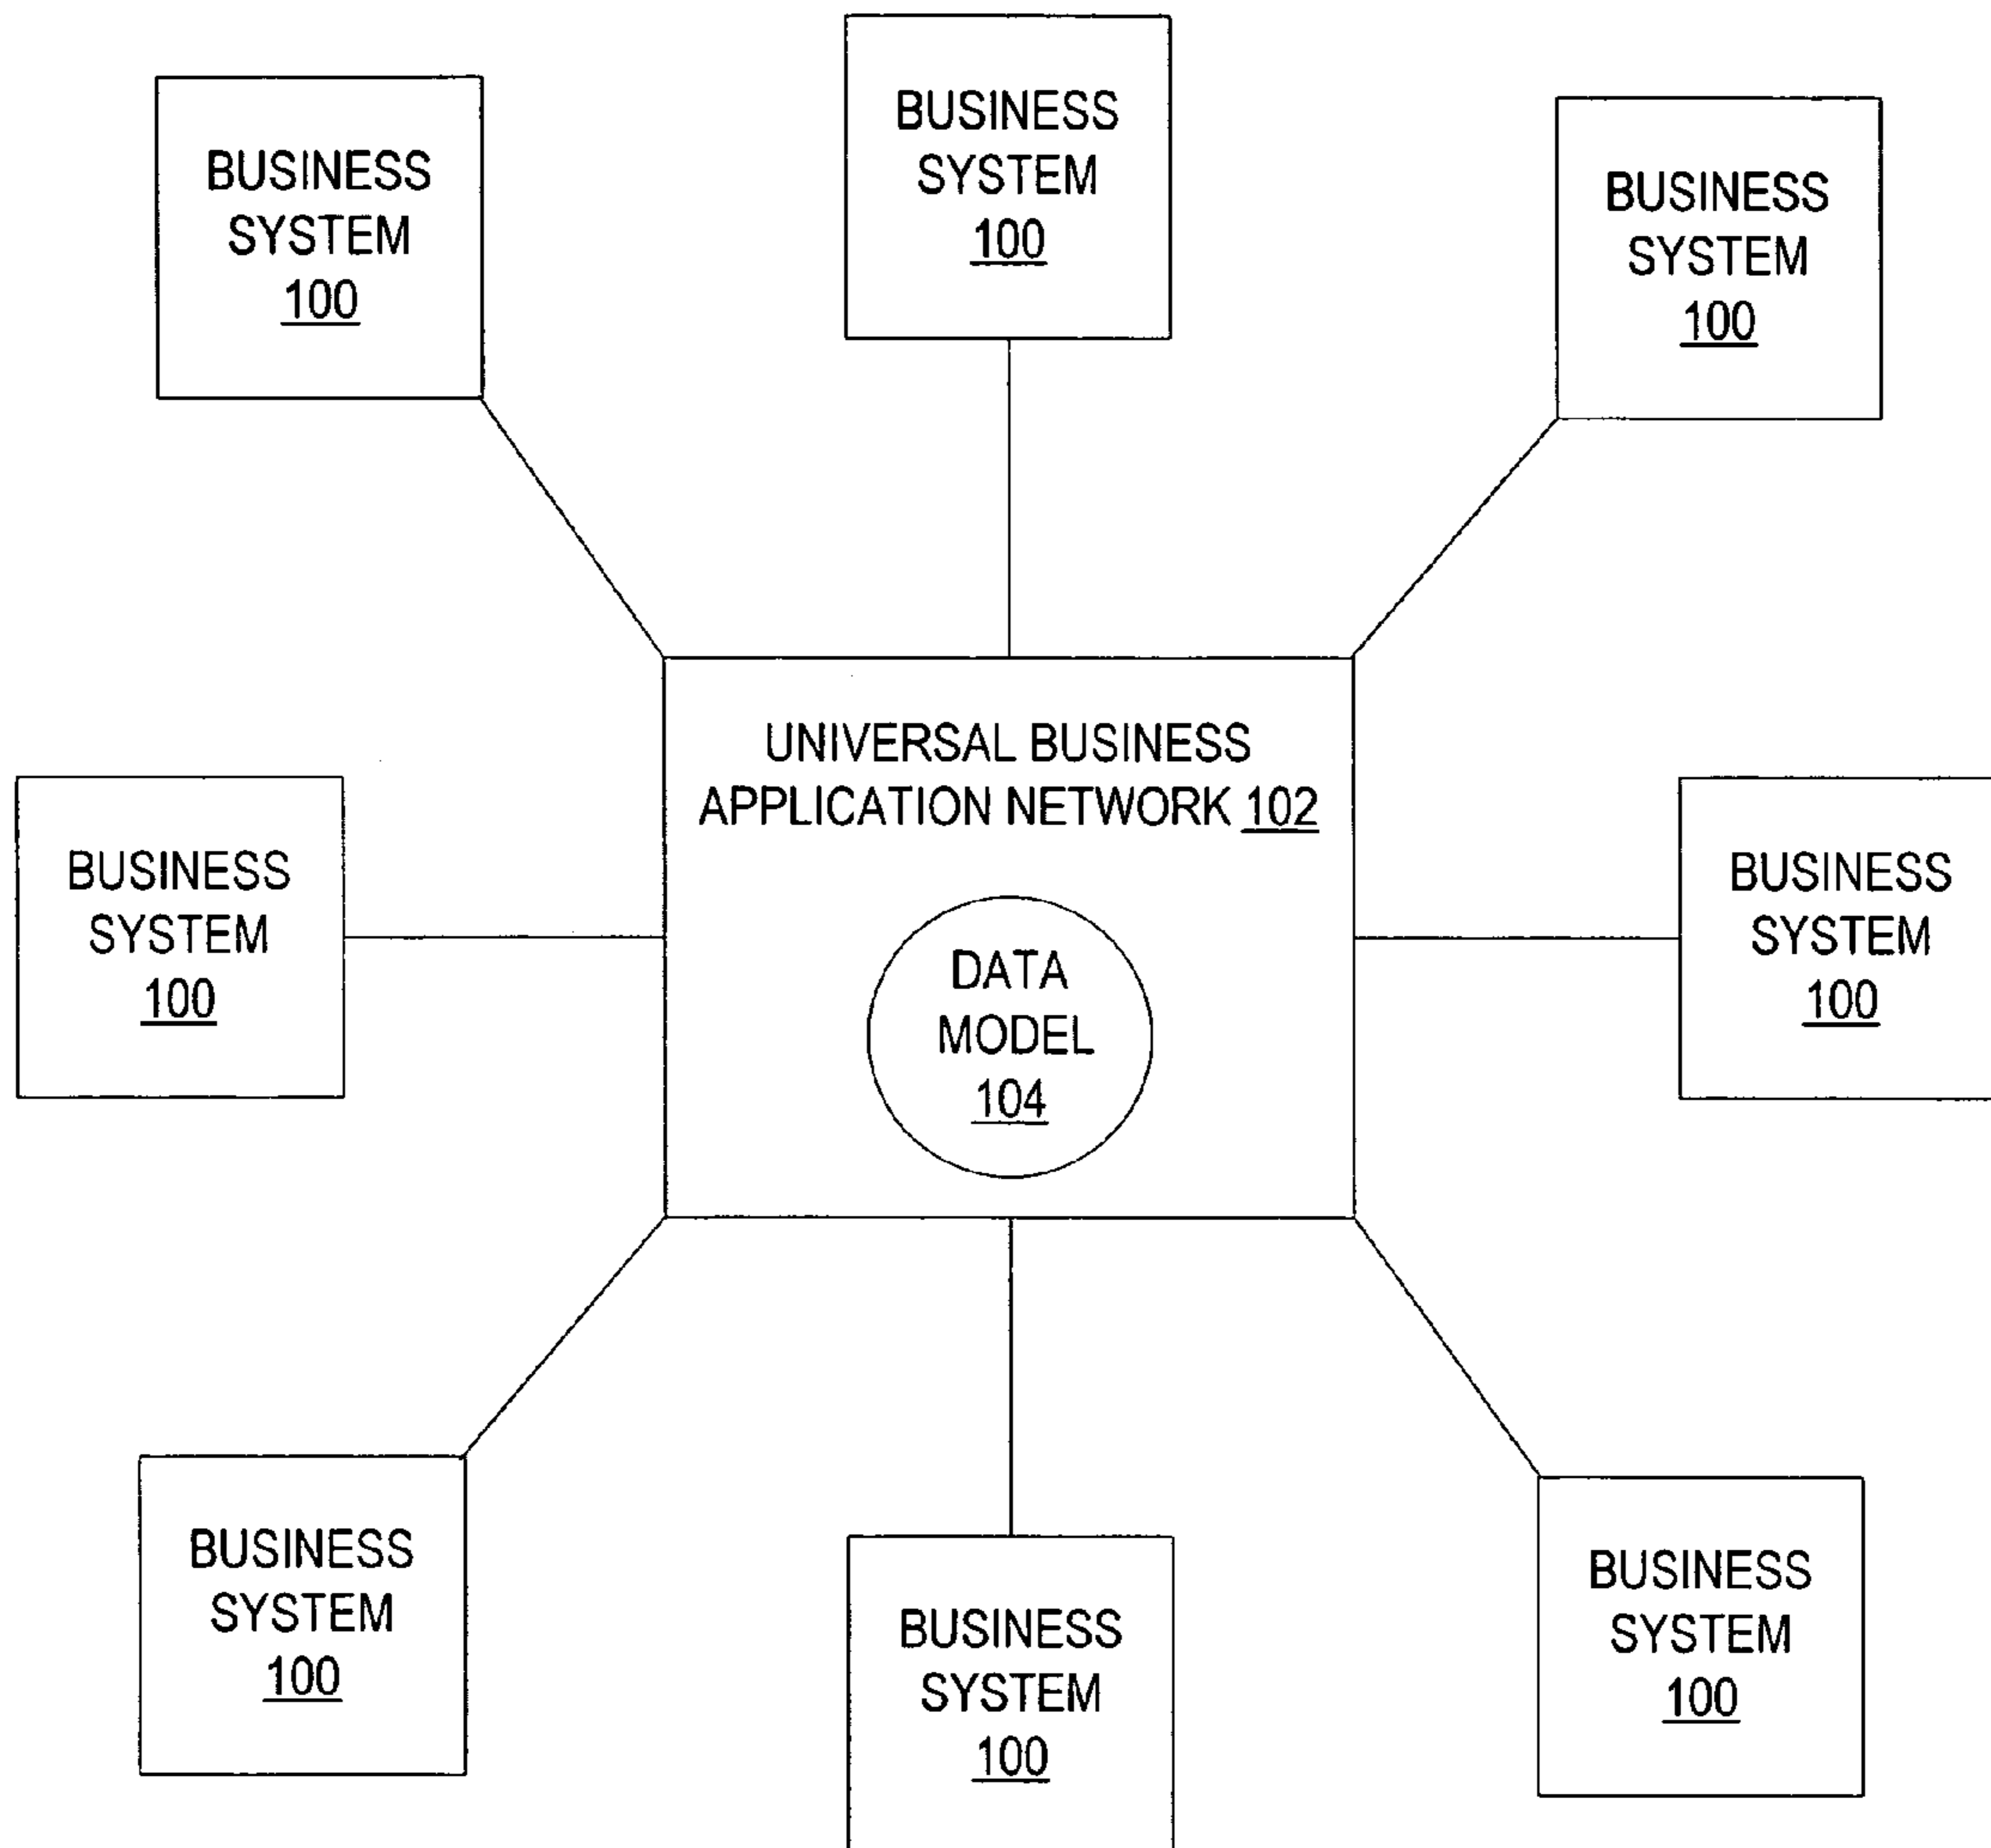 BUSINESS
SYSTEM
100
BUSINESS
SYSTEM
100
BUSINESS
SYSTEM
100
UNIVERSAL BUSINESS
APPLICATION NETWORK 102
BUSINESS
SYSTEM
100
DATA
MODEL
104
BUSINESS
SYSTEM
100
BUSINESS
SYSTEM
100
BUSINESS
SYSTEM
100
BUSINESS
SYSTEM
100